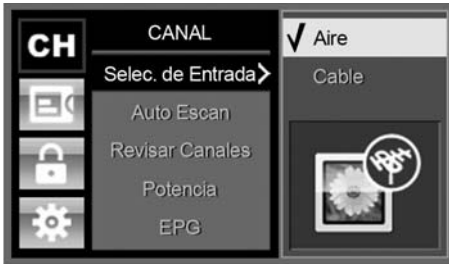 CH
CANAL
Selec. de Entrada
Auto Escan
Revisar Canales
Potencia
EPG
Aire
Cable